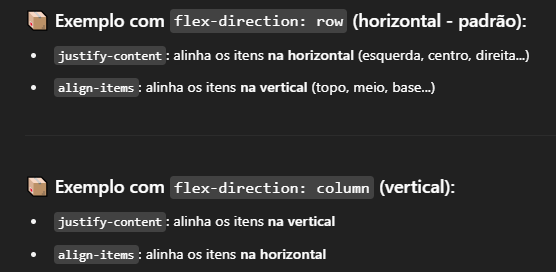 Exemplo com flex-direction: row (horizontal - padrão):
• justify-content: alinha os itens na horizontal (esquerda, centro, direita...)
• align-items: alinha os itens na vertical (topo, meio, base...)
Exemplo com flex-direction: column (vertical):
• justify-content: alinha os itens na vertical
• align-items: alinha os itens na horizontal